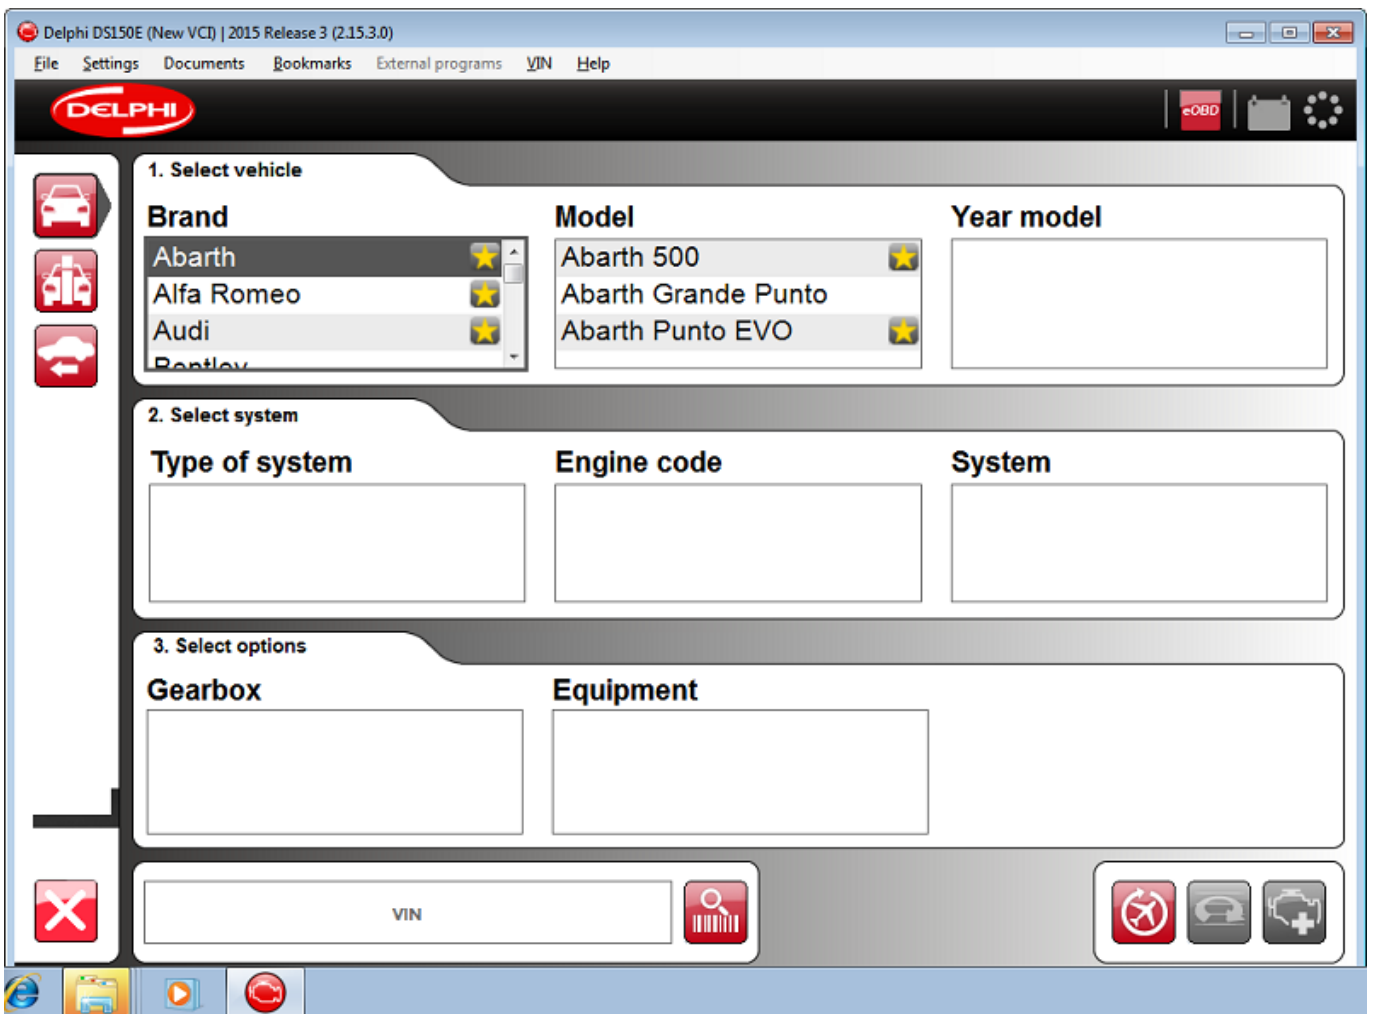 Delphi DS150E (New VCI) | 2015 Release 3 (2.15.3.0)
File Settings Documents Bookmarks External programs VIN Help
DELPHI
eOBD
1. Select vehicle
Brand Model Year model
Abarth Abarth 500
Alfa Romeo Abarth Grande Punto
Audi Abarth Punto EVO
Bentley
2. Select system
Type of system Engine code System
3. Select options
Gearbox Equipment
VIN